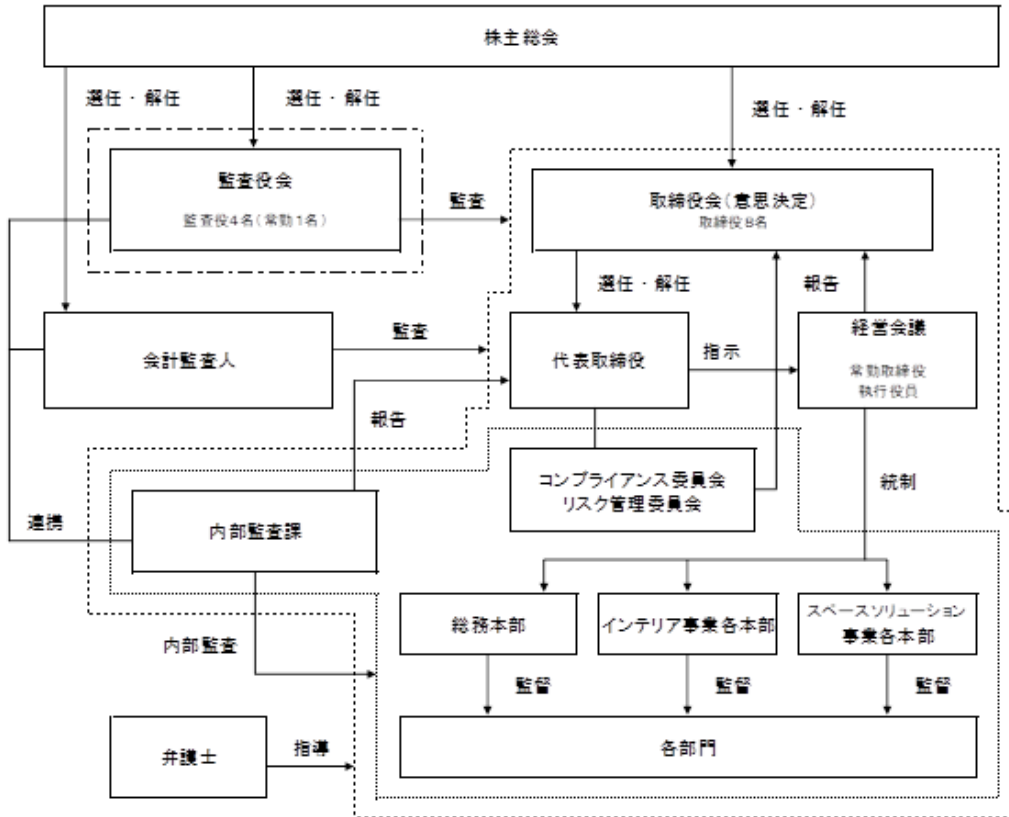 株主総会
選任・解任
選任・解任
選任・解任
監査役会
監査役4名(常勤1名)
監査
取締役会(意思決定)
取締役8名
選任・解任
報告
会計監査人
監査
代表取締役
指示
経営会議
常勤取締役
執行役員
報告
コンプライアンス委員会
リスク管理委員会
統制
連携
内部監査課
総務本部
インテリア事業各本部
スペースソリューション
事業各本部
内部監査
監督
監督
監督
弁護士
指導
各部門